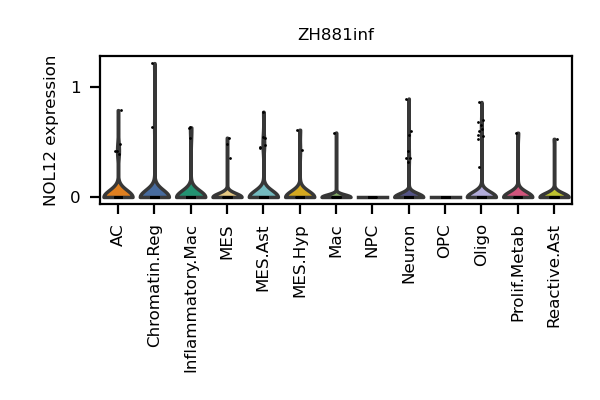 ZH881inf
NOL12 expression
1
0
AC
Chromatin.Reg
Inflammatory.Mac
MES
MES.Ast
MES.Hyp
Mac
NPC
Neuron
OPC
Oligo
Prolif.Metab
Reactive.Ast